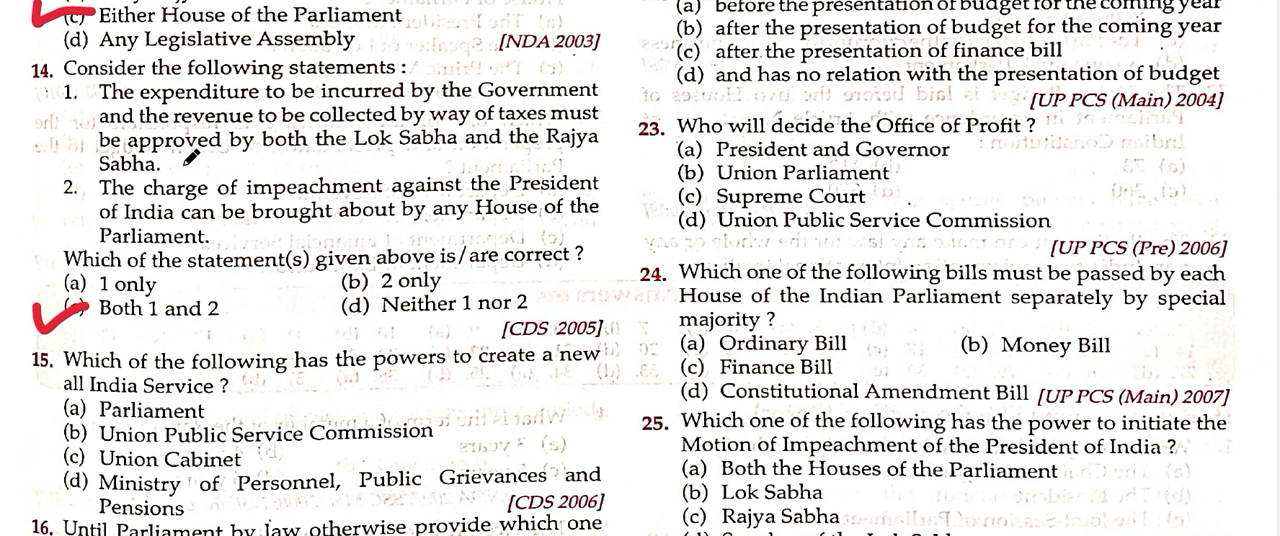 (c) Either House of the Parliament
(d) Any Legislative Assembly [NDA 2003]
14. Consider the following statements :
1. The expenditure to be incurred by the Government
and the revenue to be collected by way of taxes must
be approved by both the Lok Sabha and the Rajya
Sabha.
2. The charge of impeachment against the President
of India can be brought about by any House of the
Parliament.
Which of the statement(s) given above is/are correct ?
(a) 1 only (b) 2 only
Both 1 and 2 (d) Neither 1 nor 2
[CDS 2005]
15. Which of the following has the powers to create a new
all India Service ?
(a) Parliament
(b) Union Public Service Commission
(c) Union Cabinet
(d) Ministry of Personnel, Public Grievances and
Pensions [CDS 2006]
16. Until Parliament by law otherwise provide which one
(a) before the presentation of budget for the coming year
(b) after the presentation of budget for the coming year
(c) after the presentation of finance bill
(d) and has no relation with the presentation of budget
[UP PCS (Main) 2004]
23. Who will decide the Office of Profit ?
(a) President and Governor
(b) Union Parliament
(c) Supreme Court
(d) Union Public Service Commission
[UP PCS (Pre) 2006]
24. Which one of the following bills must be passed by each
House of the Indian Parliament separately by special
majority ?
(a) Ordinary Bill (b) Money Bill
(c) Finance Bill
(d) Constitutional Amendment Bill [UP PCS (Main) 2007]
25. Which one of the following has the power to initiate the
Motion of Impeachment of the President of India ?
(a) Both the Houses of the Parliament
(b) Lok Sabha
(c) Rajya Sabha